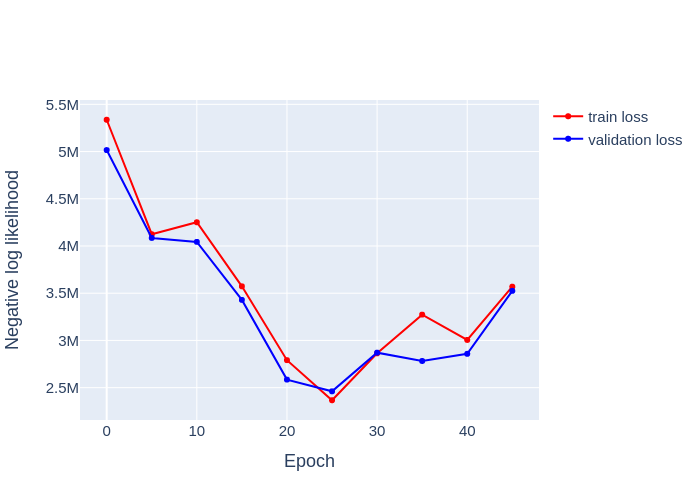 5.5M
5M
4.5M
4M
3.5M
3M
2.5M
0
10
20
30
40
Epoch
Negative log likelihood
train loss
validation loss